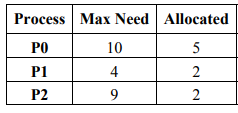 Process Max Need Allocated
P0 10 5
P1 4 2
P2 9 2